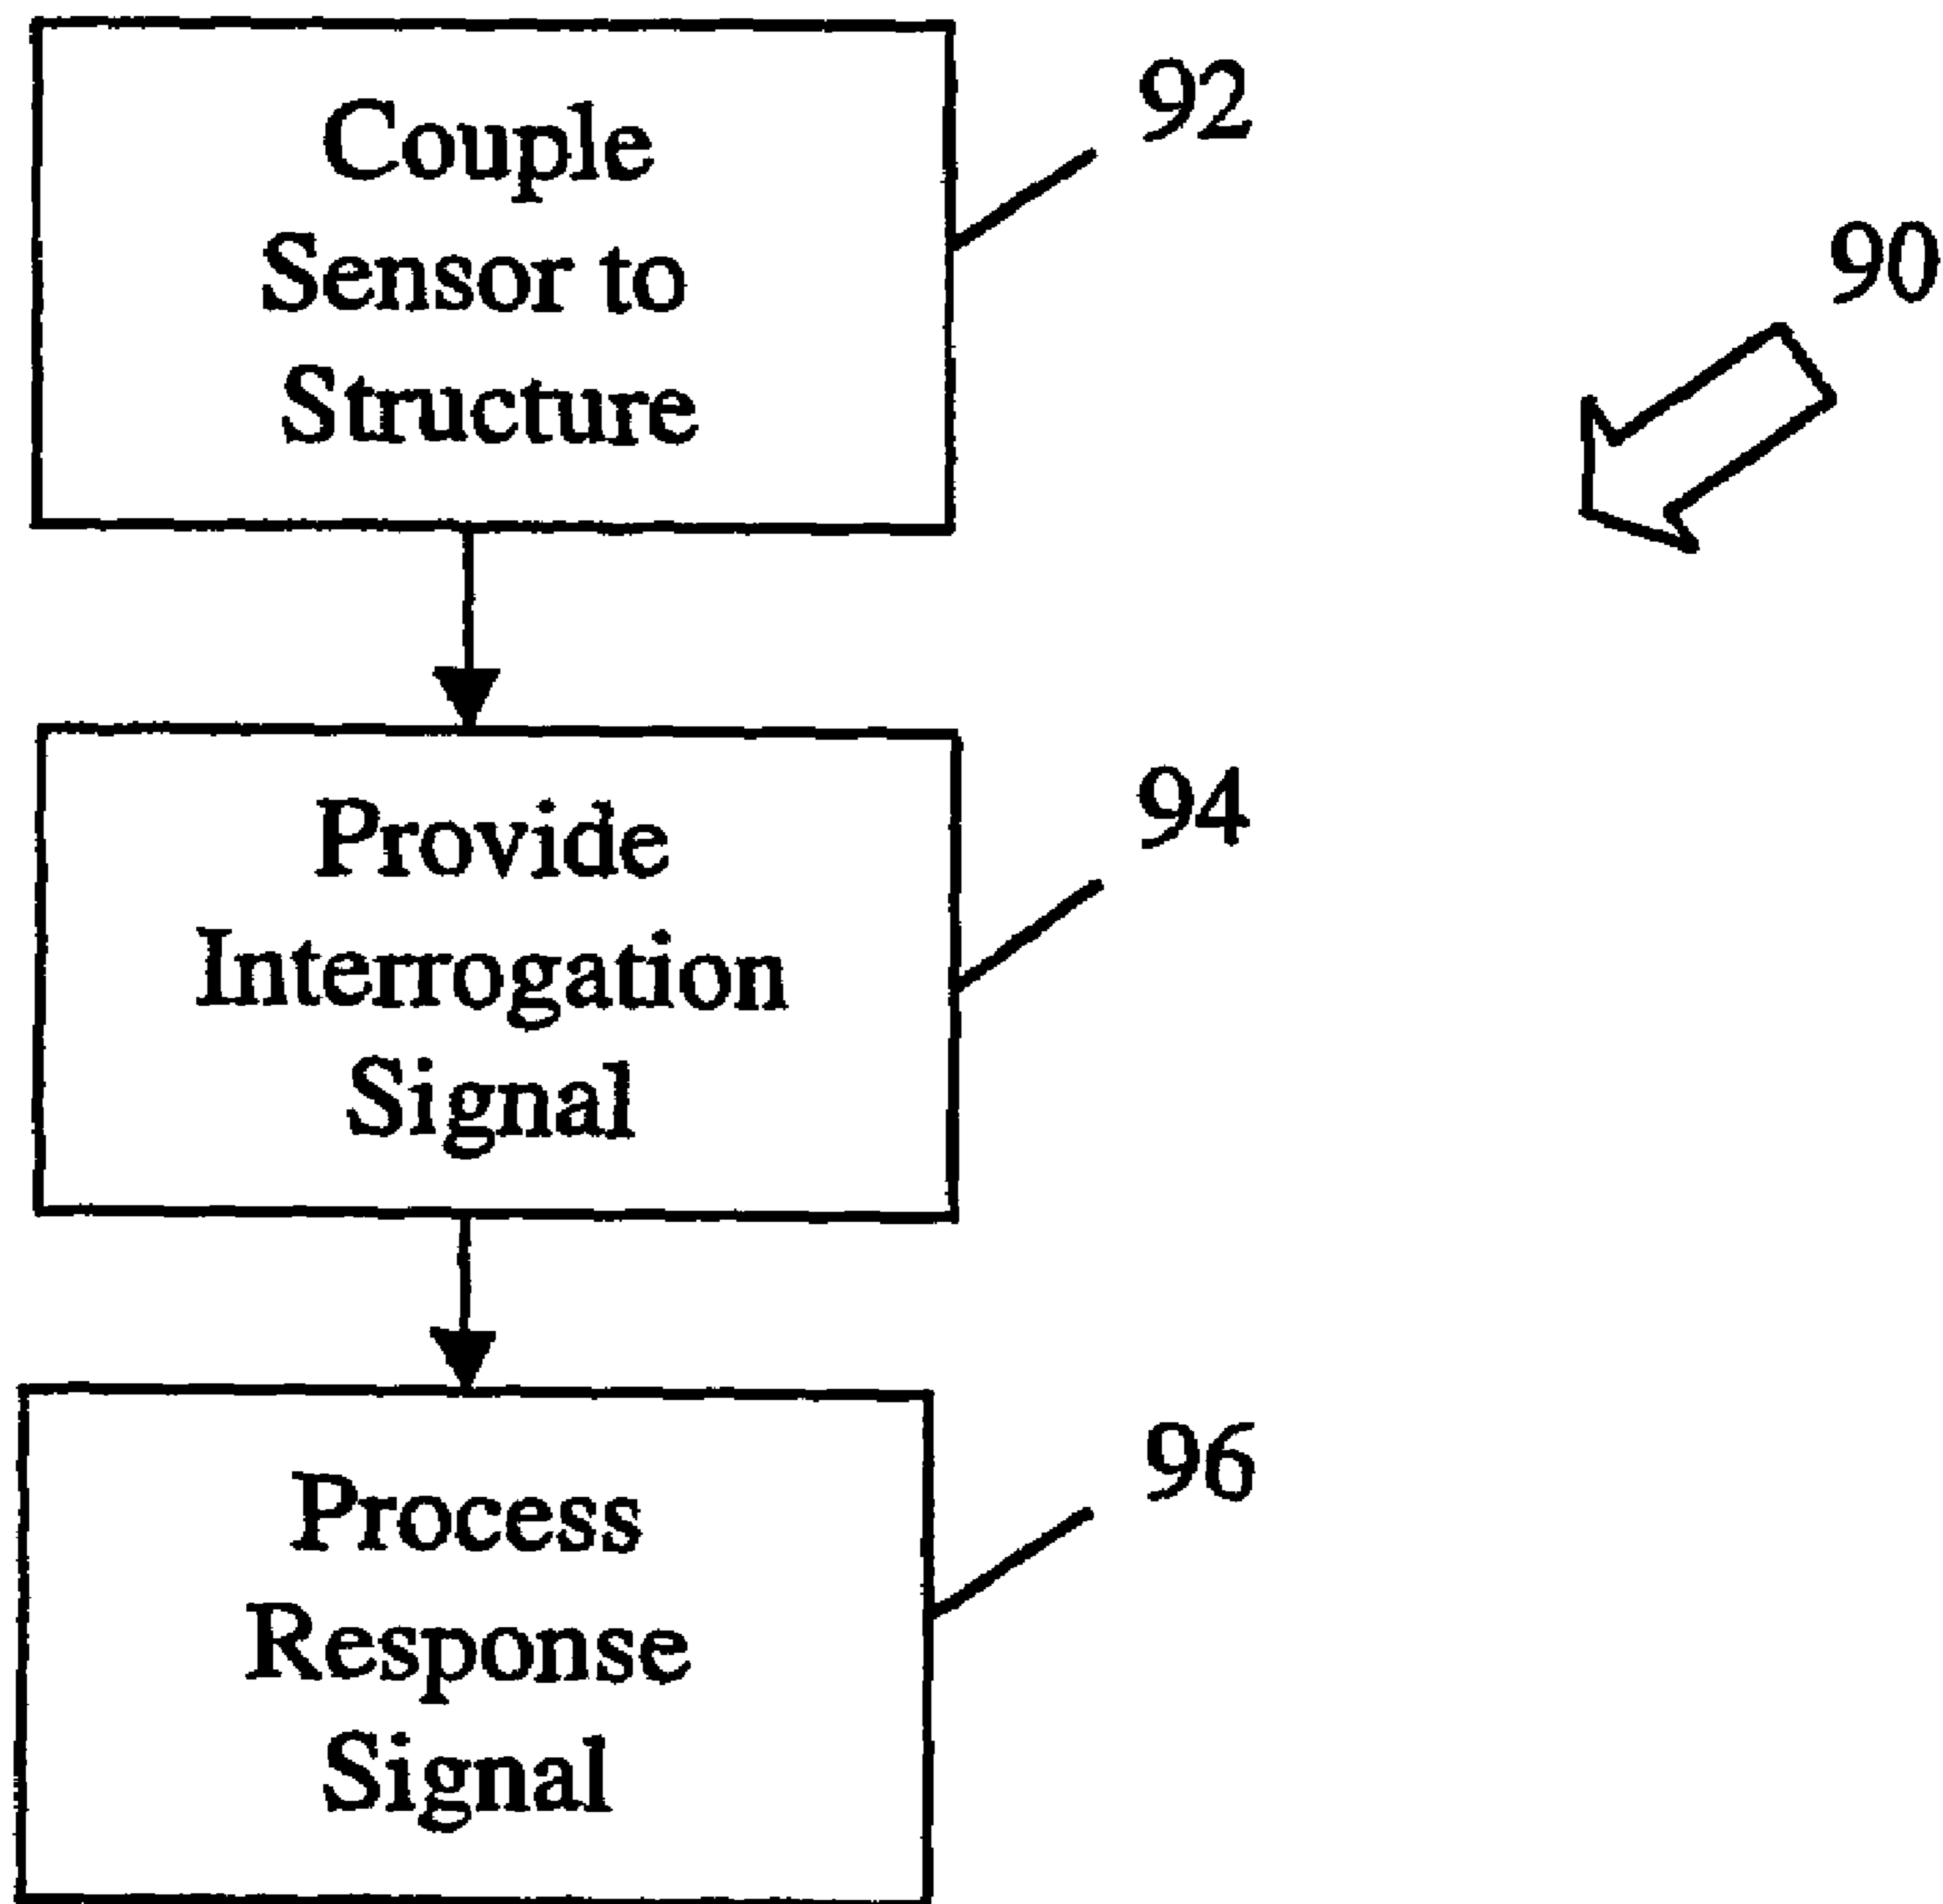 Couple
Sensor to
Structure
92
90
Provide
Interrogation
Signal
94
Process
Response
Signal
96